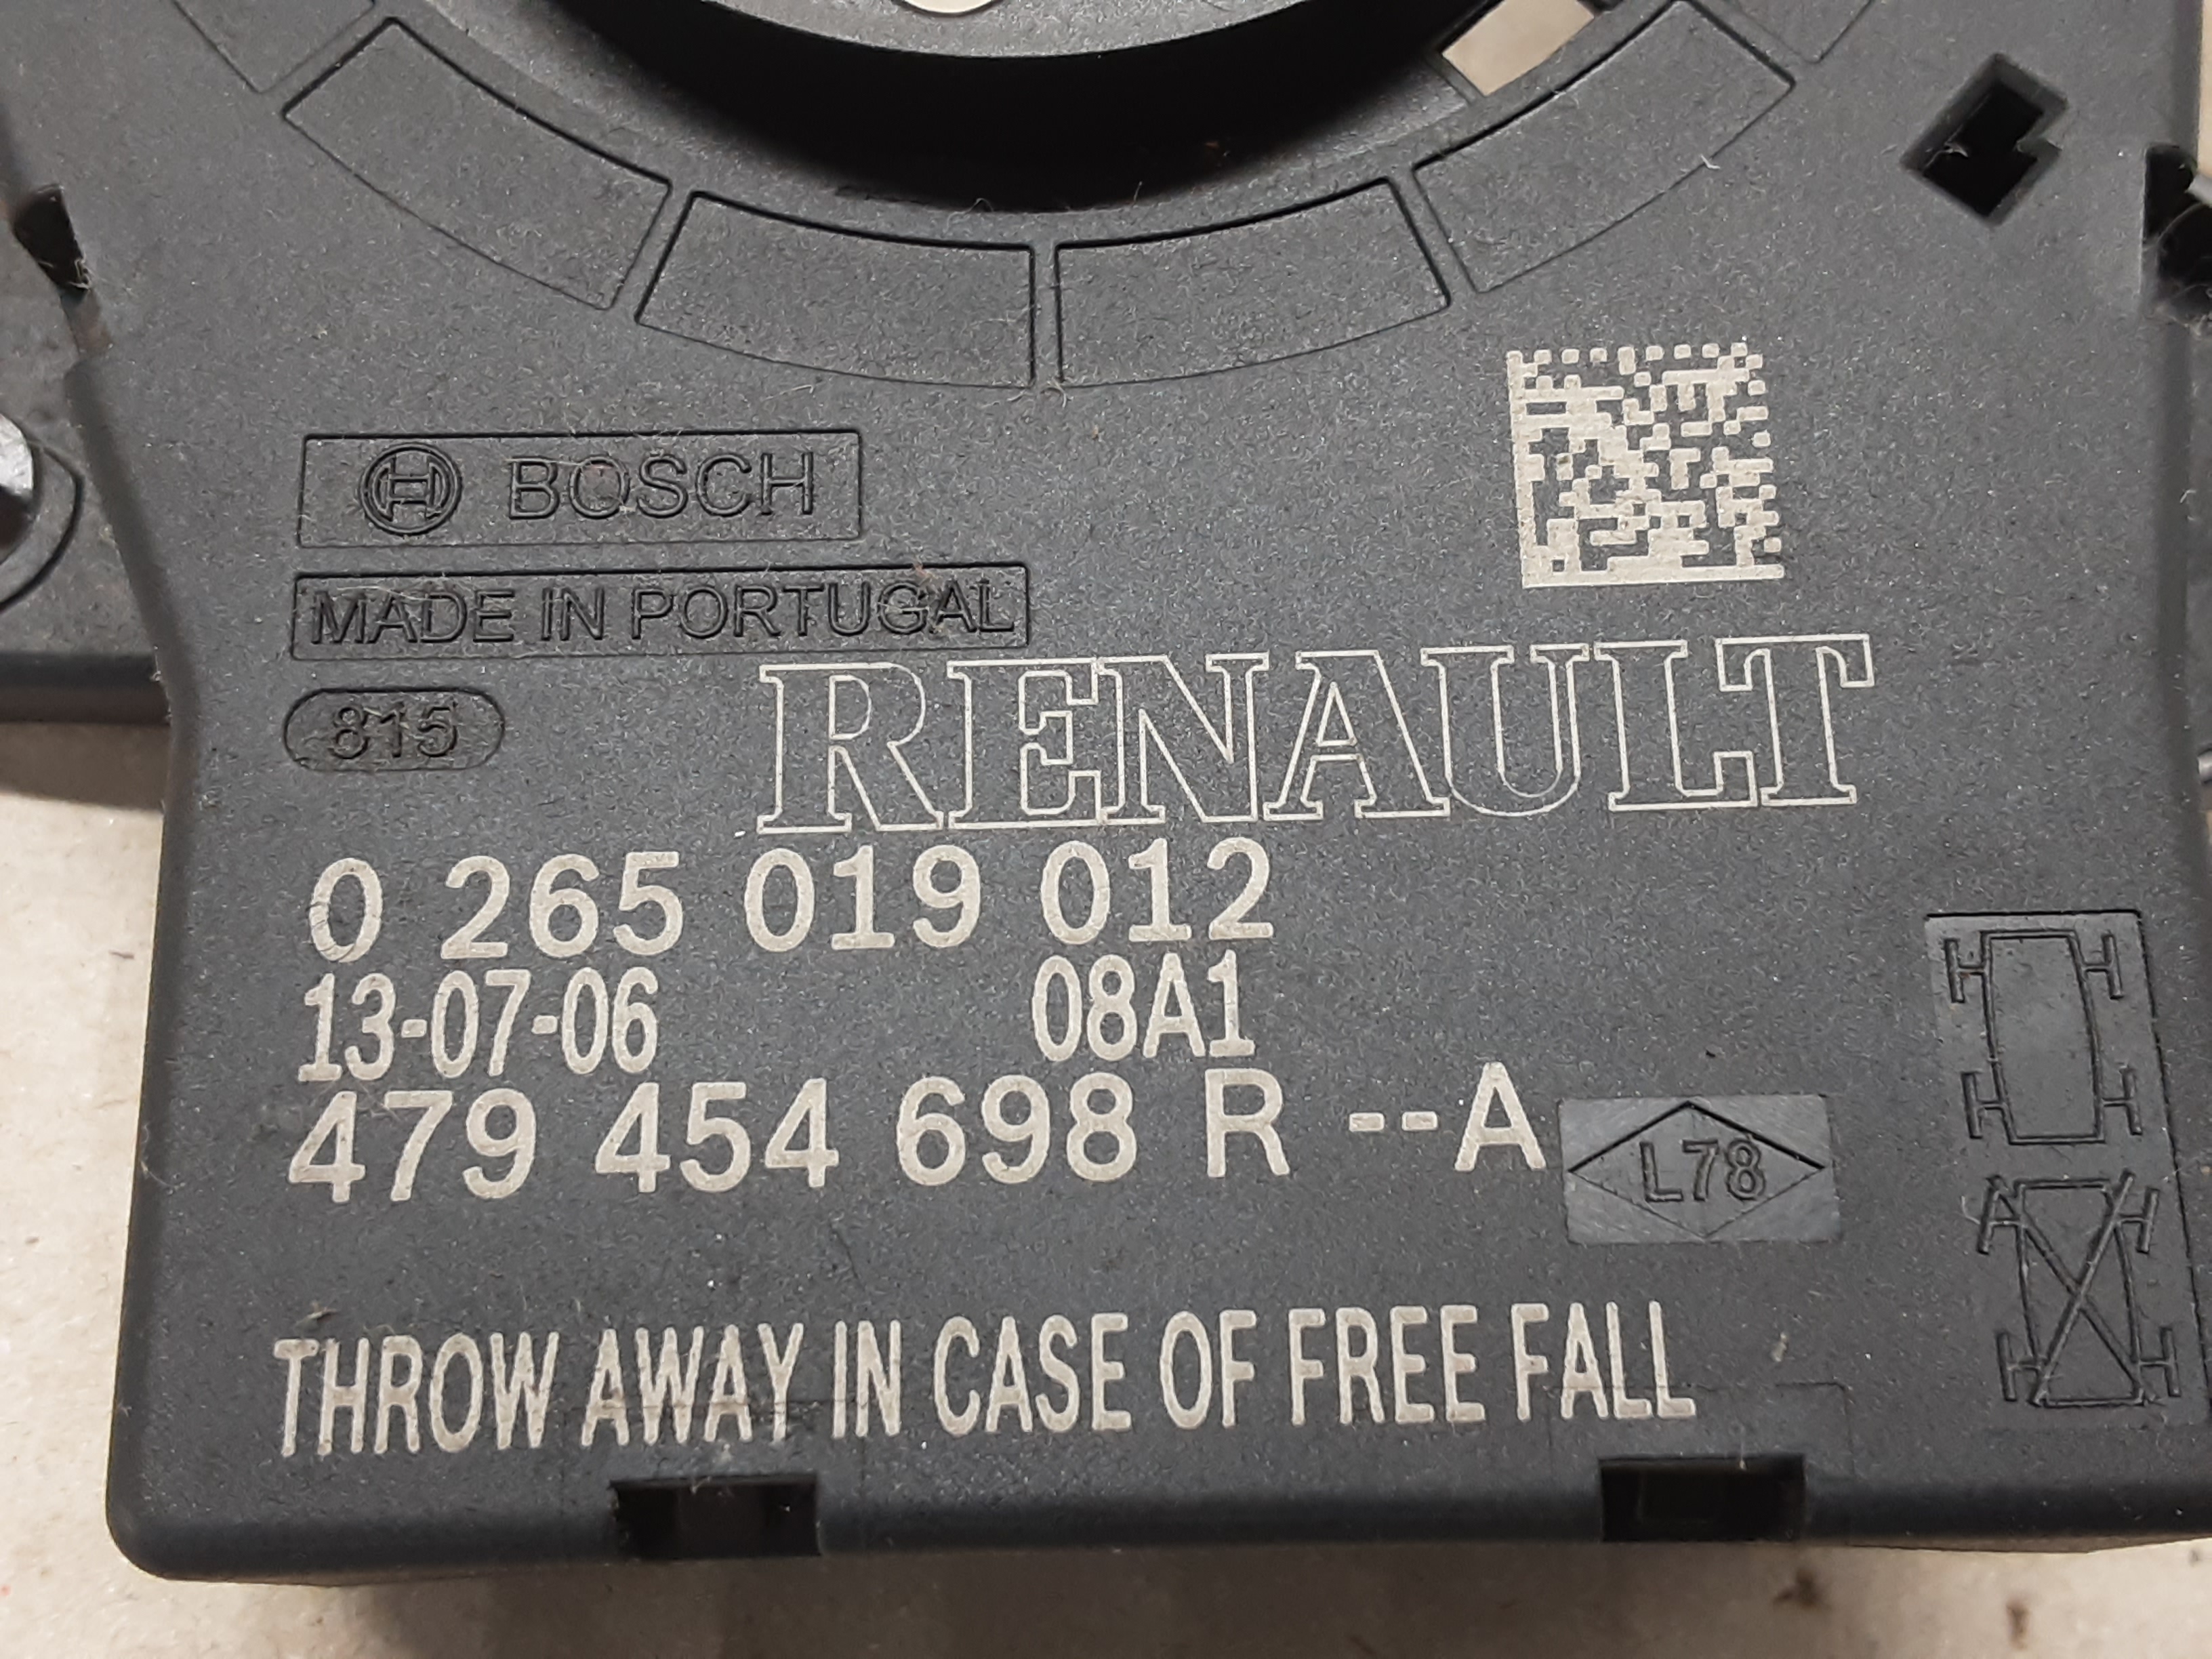 BOSCH
MADE IN PORTUGAL
815
RENAULT
0 265 019 012
13-07-06 08A1
479 454 698 R --A
L78
THROW AWAY IN CASE OF FREE FALL